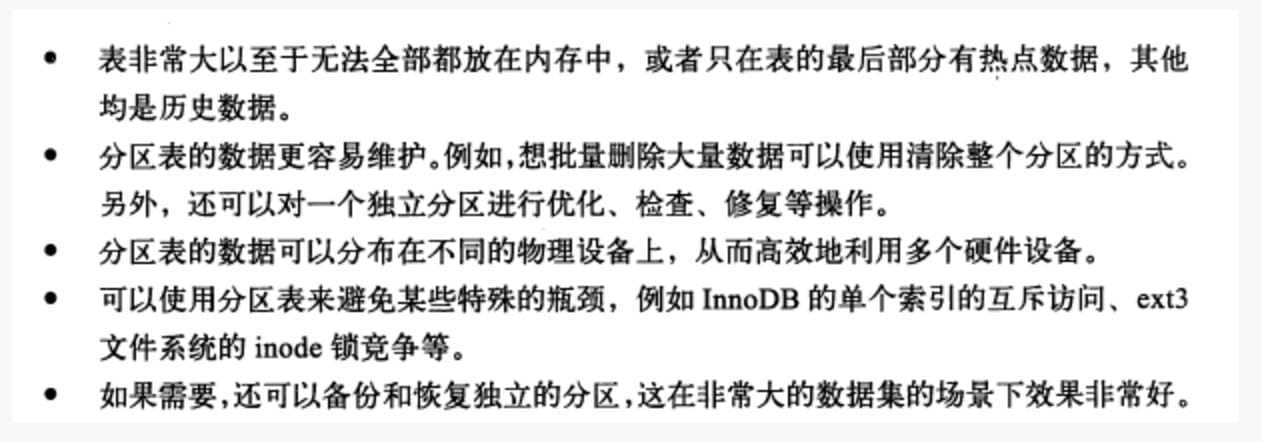 • 表非常大以至于无法全部都放在内存中，或者只在表的最后部分有热点数据，其他
均是历史数据。
• 分区表的数据更容易维护。例如，想批量删除大量数据可以使用清除整个分区的方式。
另外，还可以对一个独立分区进行优化、检查、修复等操作。
• 分区表的数据可以分布在不同的物理设备上，从而高效地利用多个硬件设备。
• 可以使用分区表来避免某些特殊的瓶颈，例如 InnoDB 的单个索引的互斥访问、ext3
文件系统的 inode 锁竞争等。
• 如果需要，还可以备份和恢复独立的分区，这在非常大的数据集的场景下效果非常好。